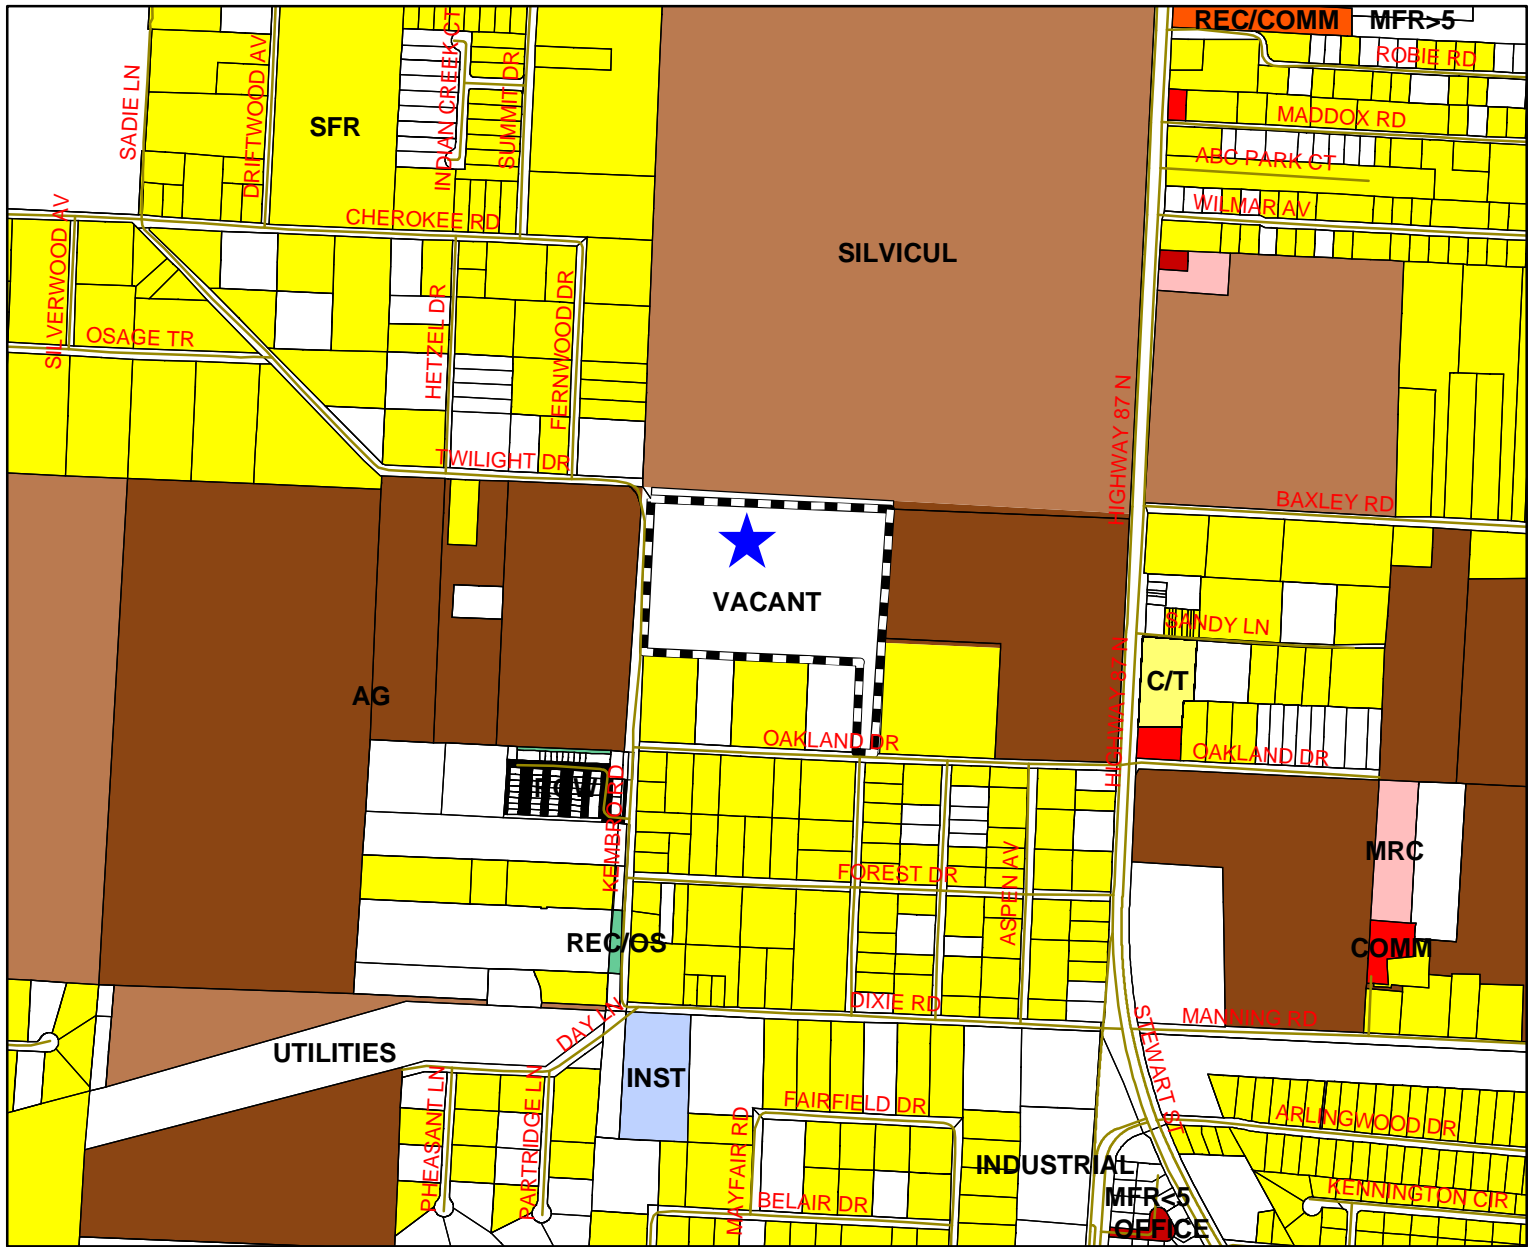 REC/COMM
MFR>5
ROBIE RD
SADIE LN
DRIFTWOOD AV
INDIAN CREEK CT
SUMMIT DR
SFR
MADDOX RD
ABC PARK CT
WILMAR AV
CHEROKEE RD
SILVERWOOD AV
SILVICUL
OSAGE TR
HETZEL DR
FERNWOOD DR
HIGHWAY 87 N
TWILIGHT DR
BAXLEY RD
VACANT
SANDY LN
HIGHWAY 87 N
C/T
AG
OAKLAND DR
OAKLAND DR
ROW
KEMBRO RD
MRC
FOREST DR
ASPEN AV
REC/OS
COMM
DIXIE RD
MANNING RD
DAY LN
STEWART ST
UTILITIES
INST
PHEASANT LN
PARTRIDGE LN
FAIRFIELD DR
ARLINGWOOD DR
MAYFAIR RD
INDUSTRIAL
MFR<5
BELAIR DR
KENNINGTON CIR
OFFICE